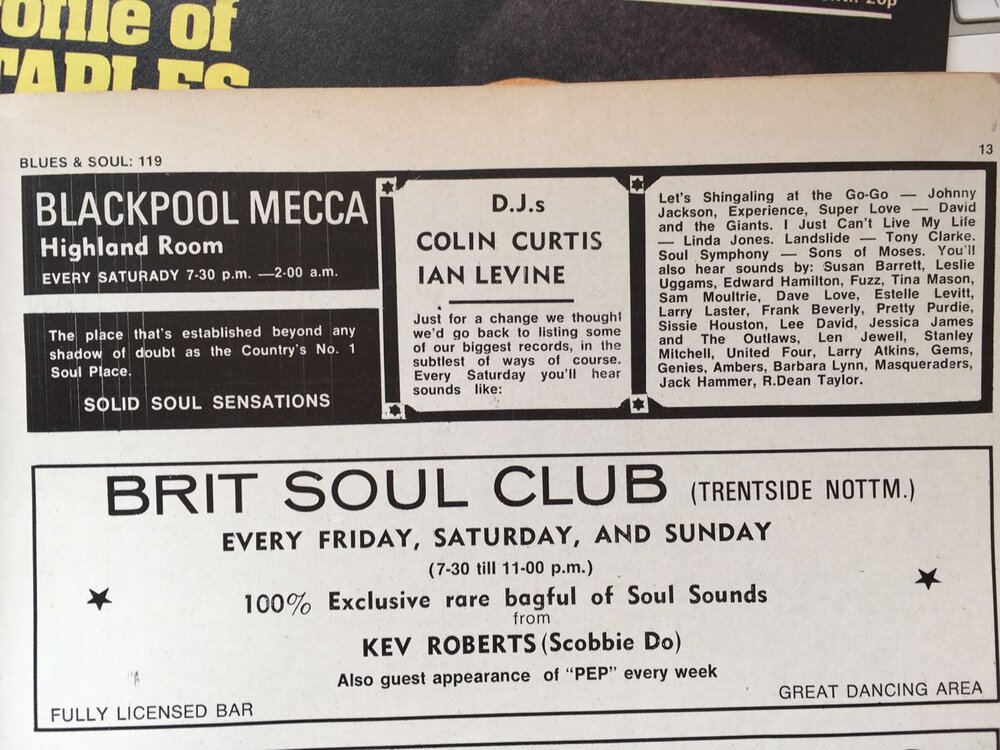 ofile of
TAPLES
20p
BLUES & SOUL: 119
13
BLACKPOOL MECCA
Highland Room
EVERY SATURADY 7-30 p.m. —2-00 a.m.
The place that's established beyond any
shadow of doubt as the Country's No. 1
Soul Place.
SOLID SOUL SENSATIONS
D.J.s
COLIN CURTIS
IAN LEVINE
Just for a change we thought
we'd go back to listing some
of our biggest records, in the
subtlest of ways of course.
Every Saturday you'll hear
sounds like:
Let's Shingaling at the Go-Go — Johnny
Jackson, Experience, Super Love — David
and the Giants. I Just Can't Live My Life
— Linda Jones. Landslide — Tony Clarke.
Soul Symphony — Sons of Moses. You'll
also hear sounds by: Susan Barrett, Leslie
Uggams, Edward Hamilton, Fuzz, Tina Mason,
Sam Moultrie, Dave Love, Estelle Levitt,
Larry Laster, Frank Beverly, Pretty Purdie,
Sissie Houston, Lee David, Jessica James
and The Outlaws, Len Jewell, Stanley
Mitchell, United Four, Larry Atkins, Gems,
Genies, Ambers, Barbara Lynn, Masqueraders,
Jack Hammer, R.Dean Taylor.
BRIT SOUL CLUB (TRENTSIDE NOTTM.)
EVERY FRIDAY, SATURDAY, AND SUNDAY
(7-30 till 11-00 p.m.)
100% Exclusive rare bagful of Soul Sounds
from
KEV ROBERTS (Scobbie Do)
Also guest appearance of "PEP" every week
FULLY LICENSED BAR
GREAT DANCING AREA